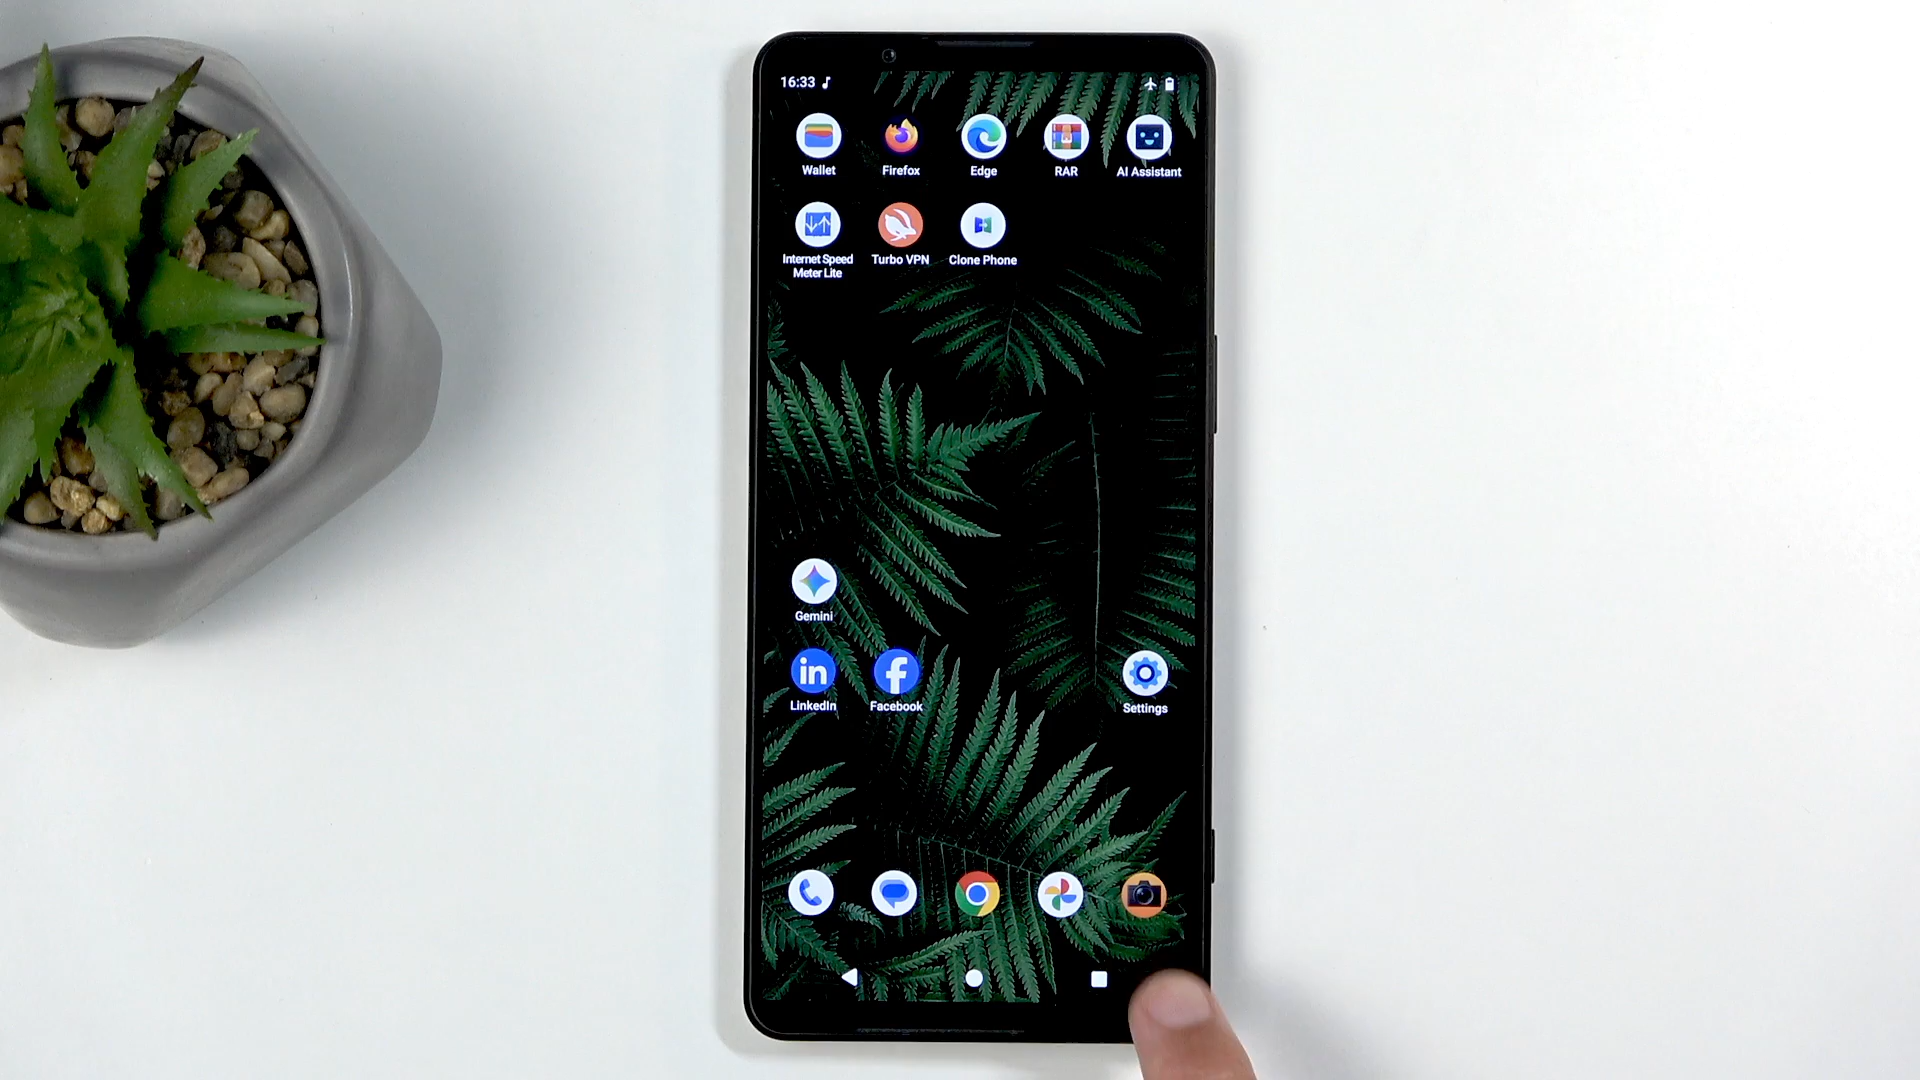 16:33
Wallet
Firefox
Edge
RAR
AI Assistant
Internet Speed
Meter Lite
Turbo VPN
Clone Phone
Gemini
in
LinkedIn
f
Facebook
Settings